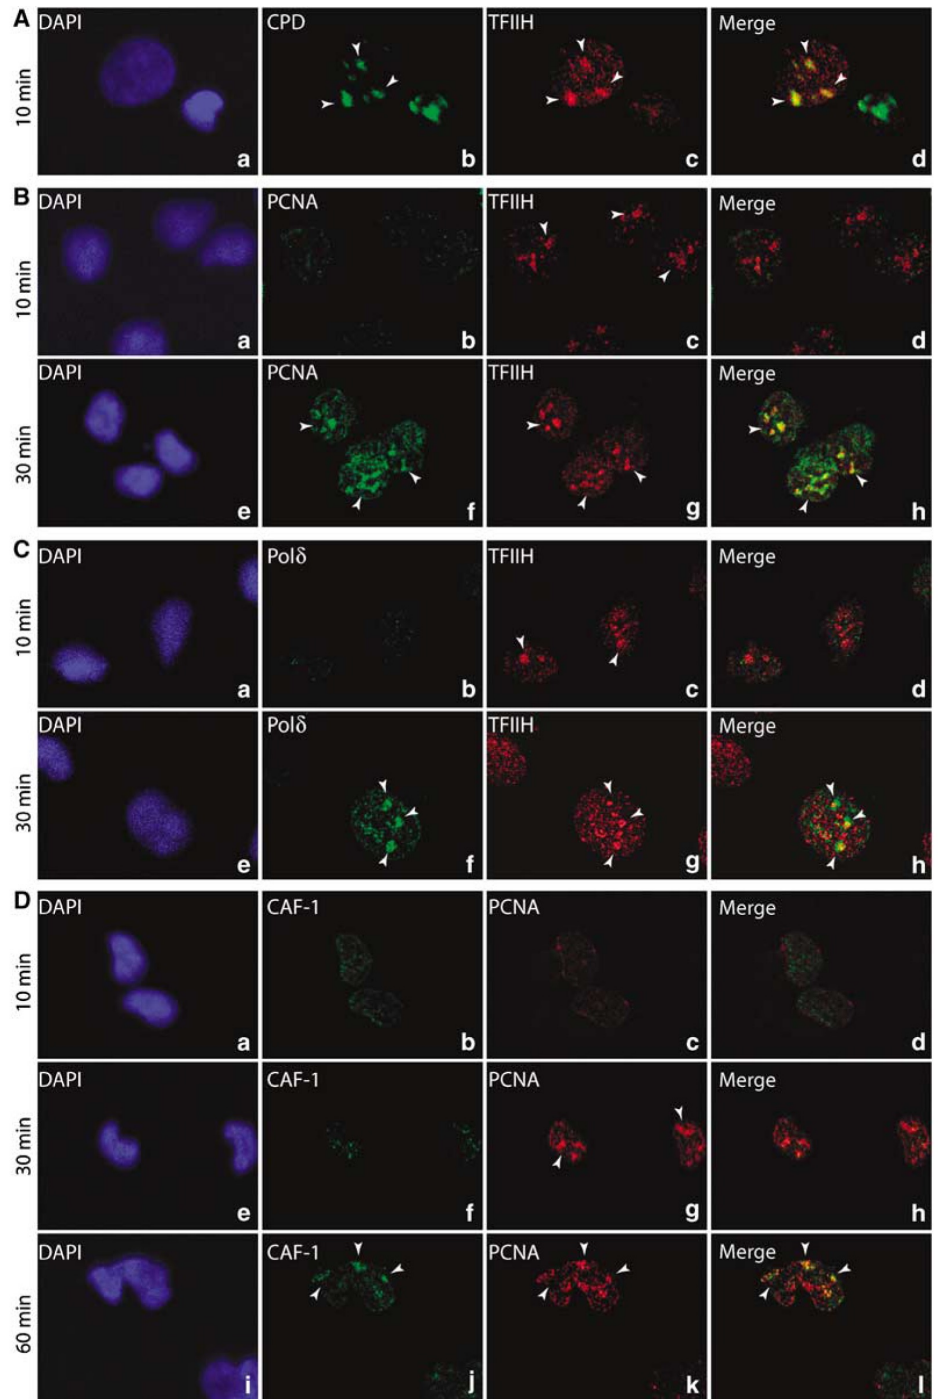 A DAPI CPD TFIIH Merge
10 min a b c d
B DAPI PCNA TFIIH Merge
10 min a b c d
DAPI PCNA TFIIH Merge
30 min e f g h
C DAPI Polδ TFIIH Merge
10 min a b c d
DAPI Polδ TFIIH Merge
30 min e f g h
D DAPI CAF-1 PCNA Merge
10 min a b c d
DAPI CAF-1 PCNA Merge
30 min e f g h
DAPI CAF-1 PCNA Merge
60 min i j k l